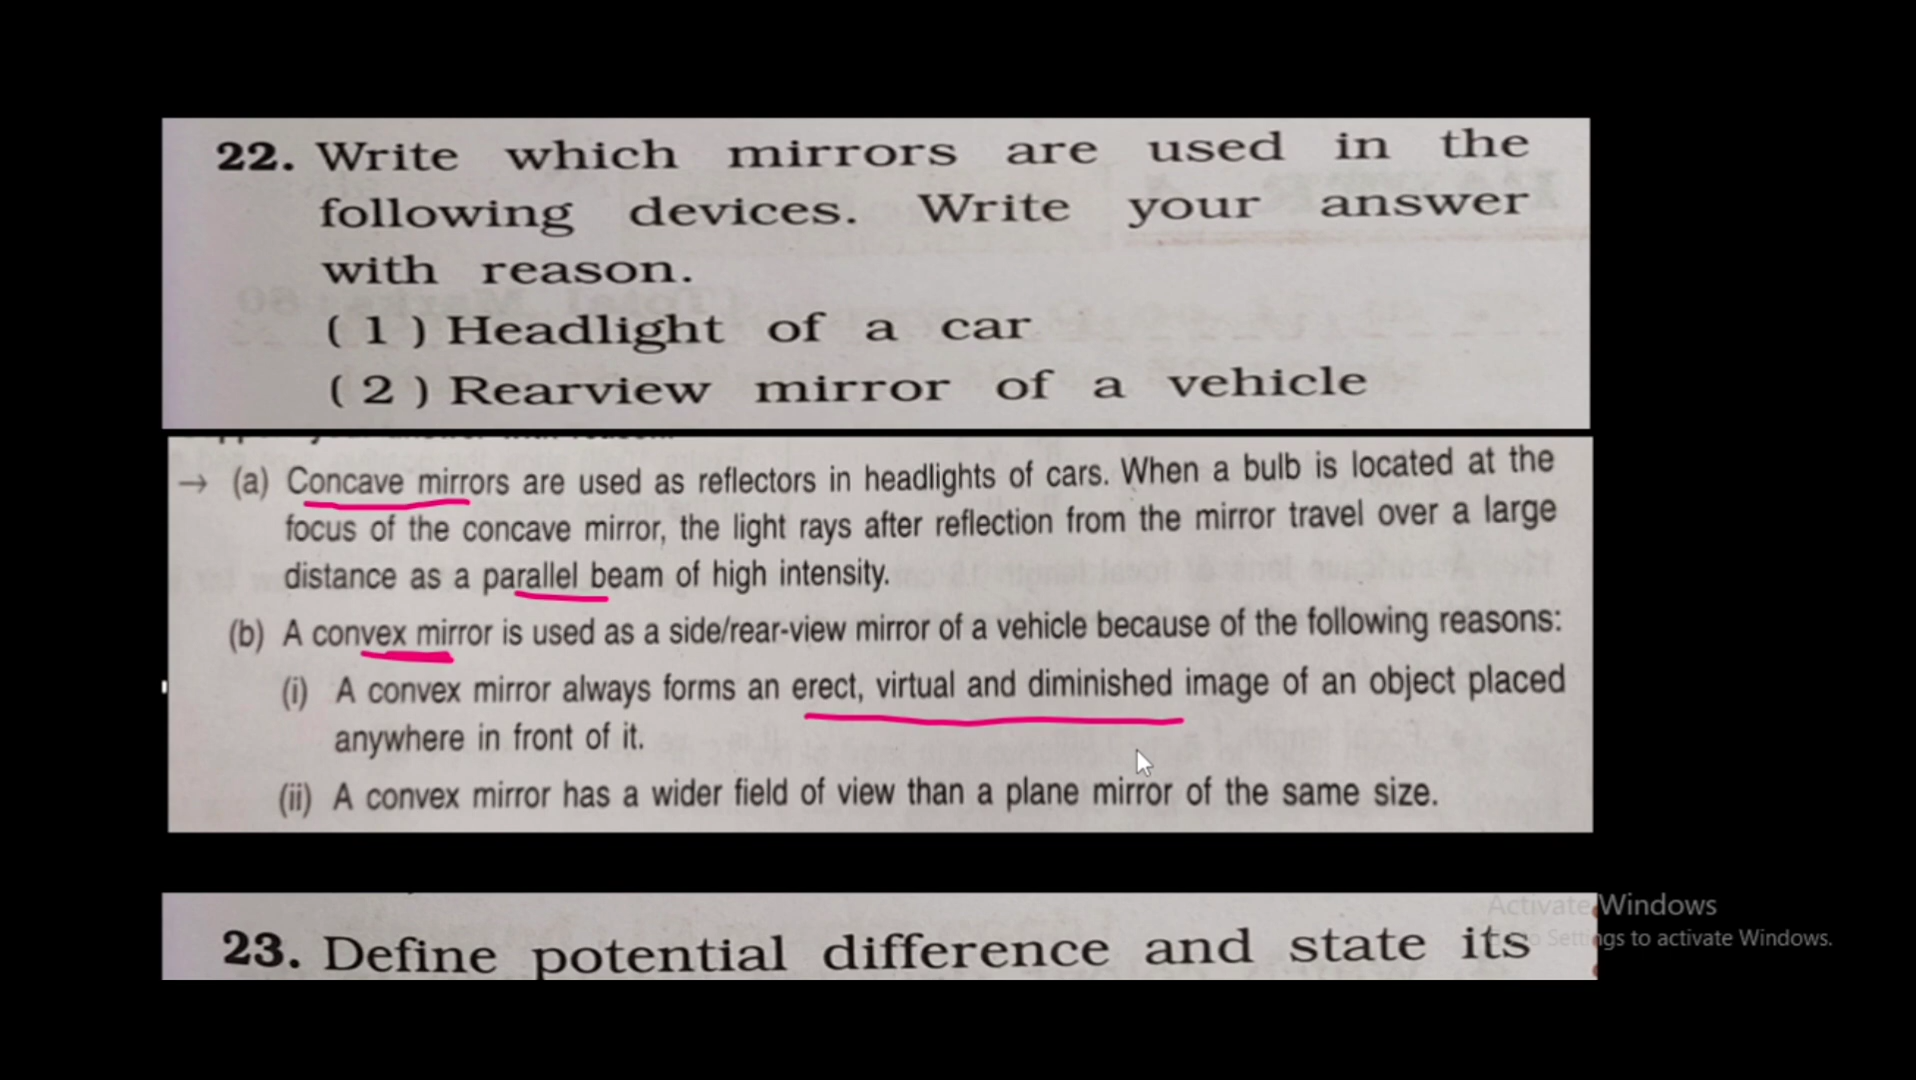 22. Write which mirrors are used in the
following devices. Write your answer
with reason.
( 1 ) Headlight of a car
( 2 ) Rearview mirror of a vehicle
→ (a) Concave mirrors are used as reflectors in headlights of cars. When a bulb is located at the
focus of the concave mirror, the light rays after reflection from the mirror travel over a large
distance as a parallel beam of high intensity.
(b) A convex mirror is used as a side/rear-view mirror of a vehicle because of the following reasons:
(i) A convex mirror always forms an erect, virtual and diminished image of an object placed
anywhere in front of it.
(ii) A convex mirror has a wider field of view than a plane mirror of the same size.
23. Define potential difference and state its
Activate Windows
to Settings to activate Windows.